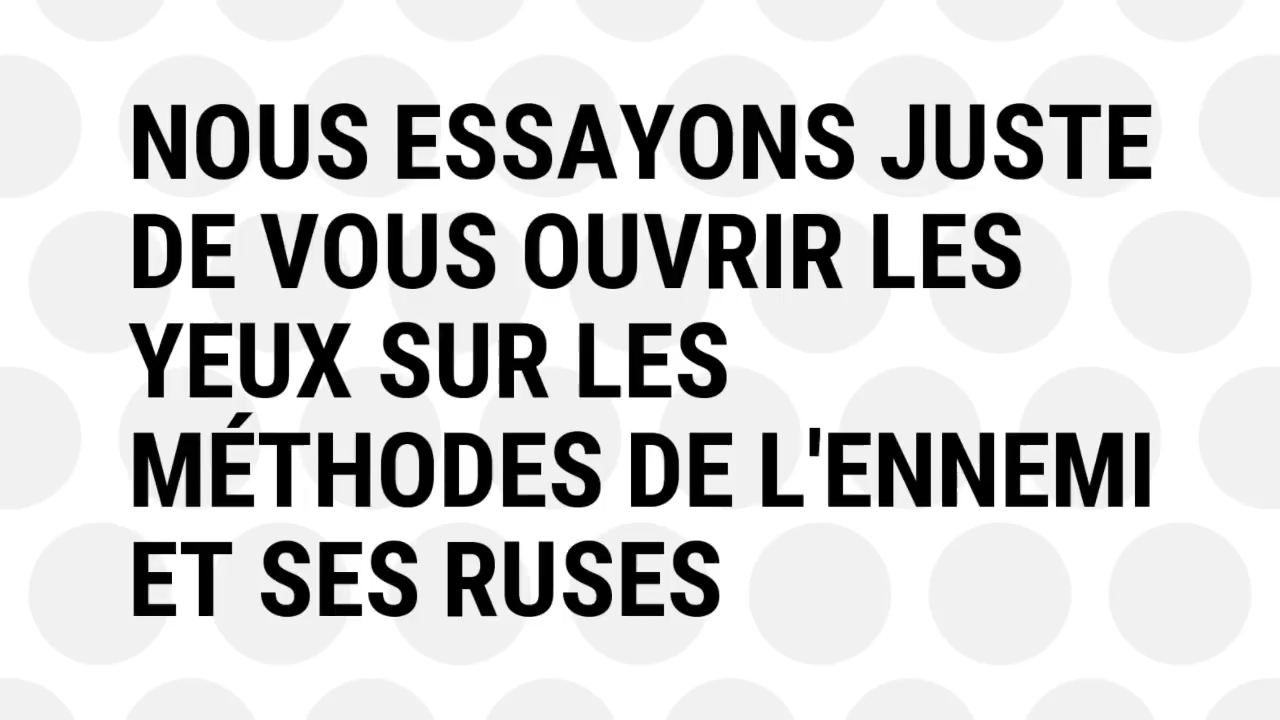 NOUS ESSAYONS JUSTE
DE VOUS OUVRIR LES
YEUX SUR LES
MÉTHODES DE L'ENNEMI
ET SES RUSES